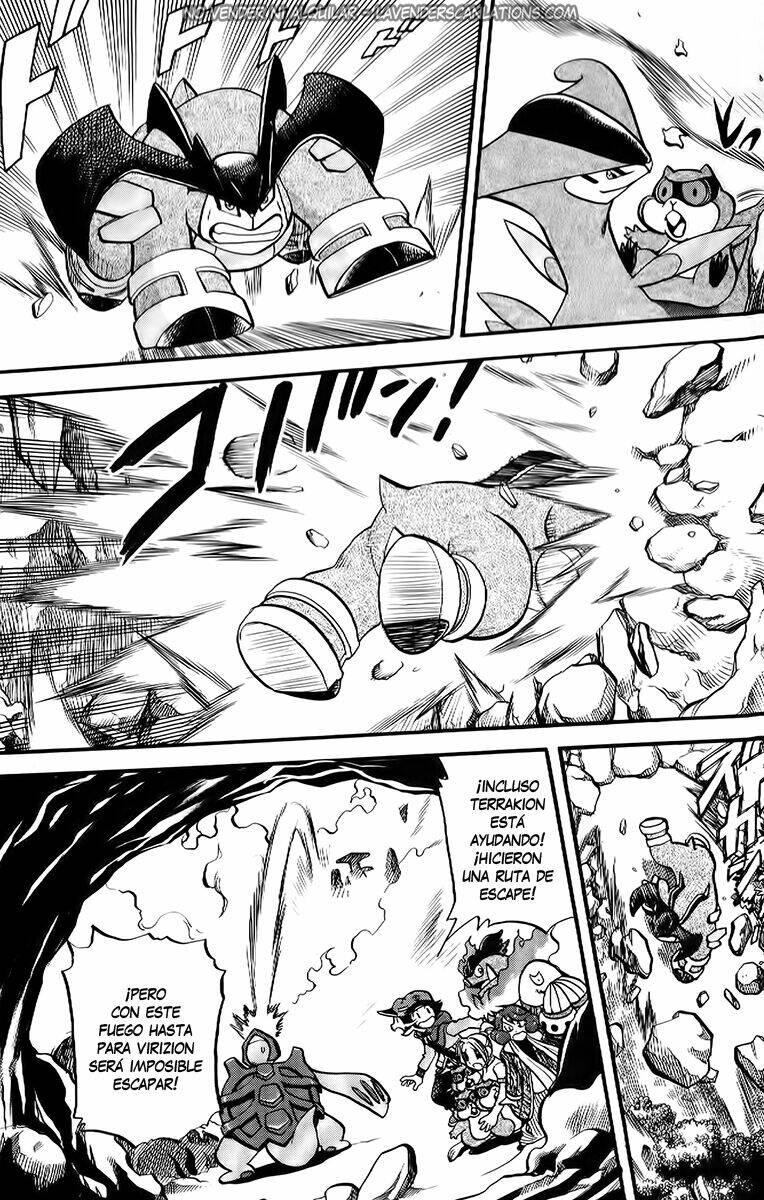 NO VENDER NI ALQUILAR - LAVENDERSCANLATIONS.COM
¡INCLUSO
TERRAKION
ESTÁ
AYUDANDO!
¡HICIERON
UNA RUTA DE
ESCAPE!
¡PERO
CON ESTE
FUEGO HASTA
PARA VIRIZION
SERÁ IMPOSIBLE
ESCAPAR!